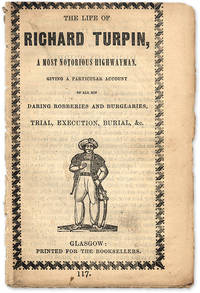 THE LIFE OF
RICHARD TURPIN,
A MOST NOTORIOUS HIGHWAYMAN.
GIVING A PARTICULAR ACCOUNT
OF ALL HIS
DARING ROBBERIES AND BURGLARIES,
TRIAL, EXECUTION, BURIAL, &c.
GLASGOW:
PRINTED FOR THE BOOKSELLERS.
117.